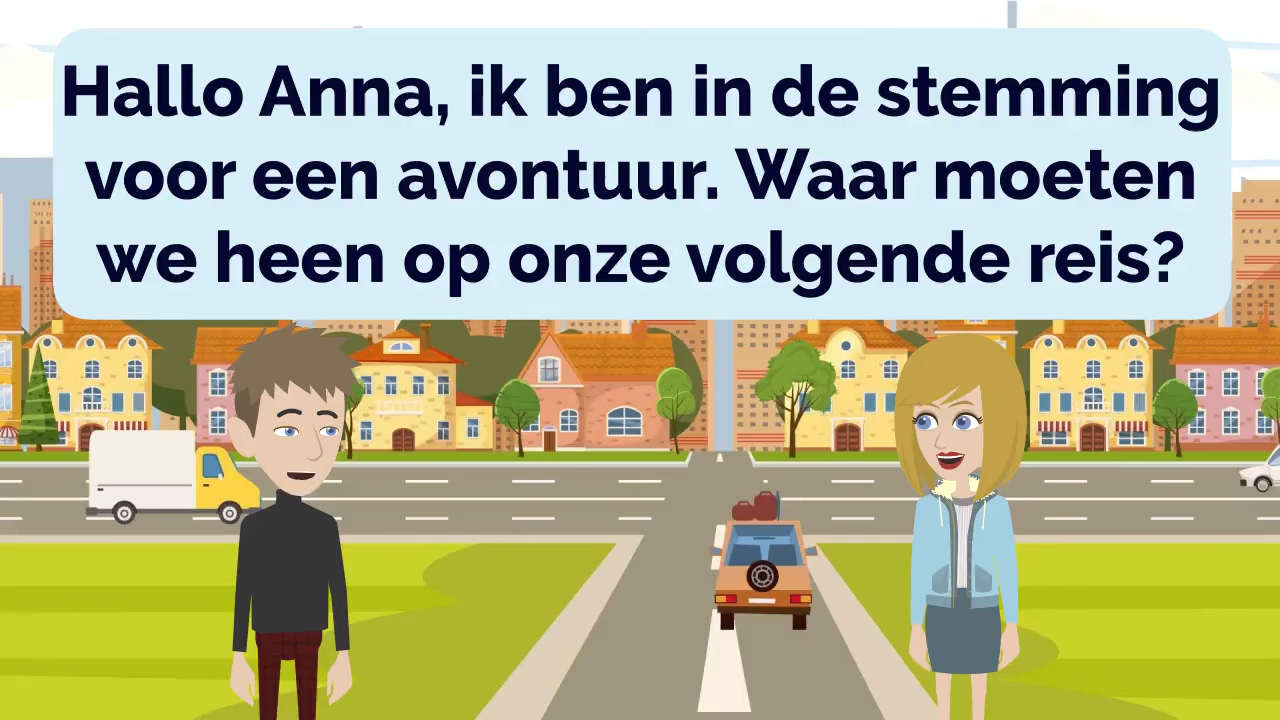 Hallo Anna, ik ben in de stemming
voor een avontuur. Waar moeten
we heen op onze volgende reis?